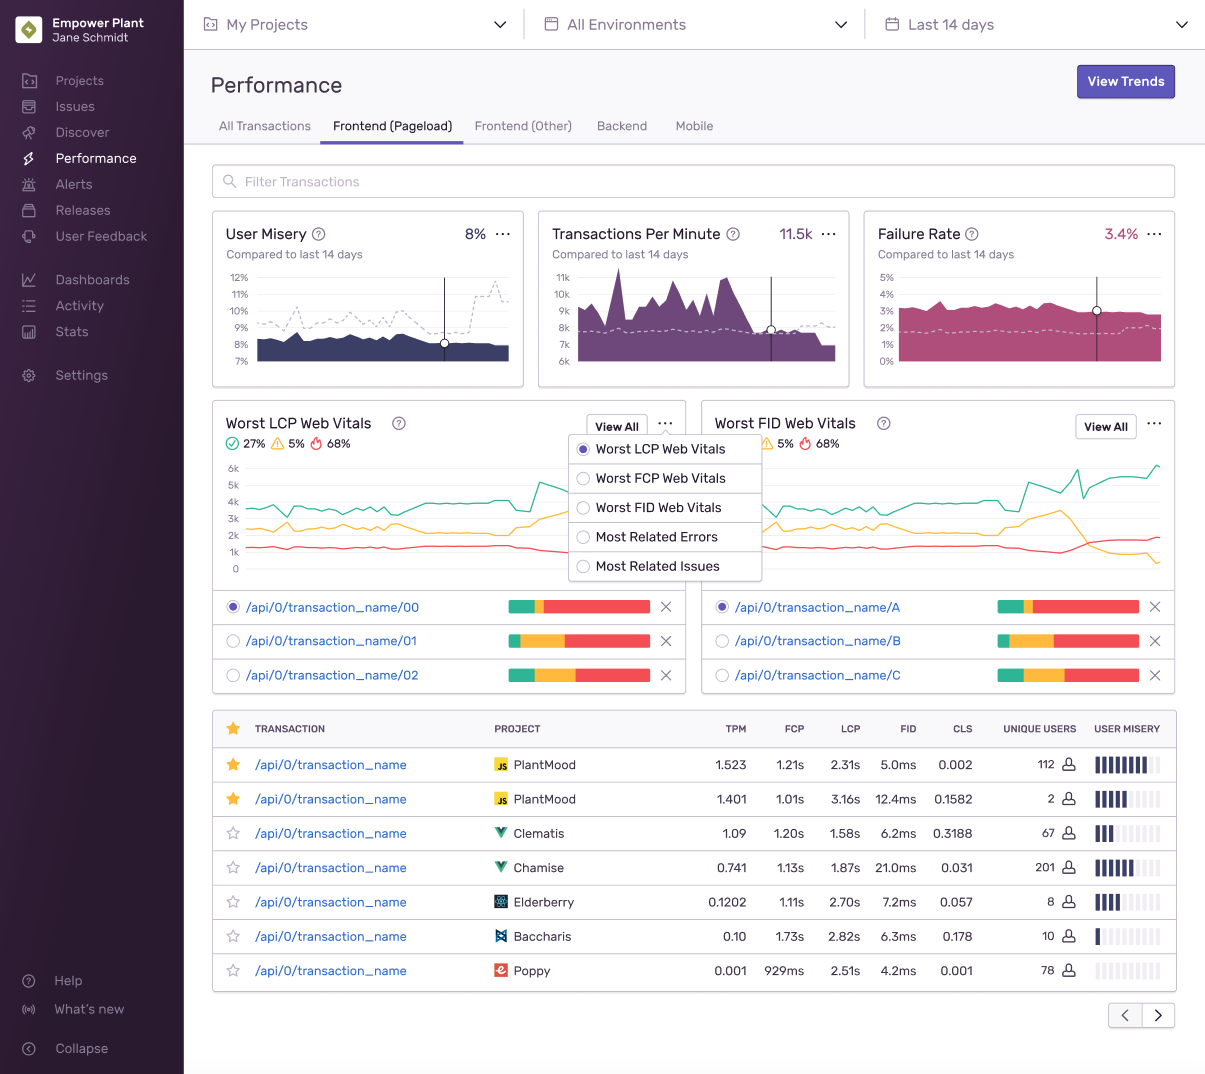 Empower Plant
Jane Schmidt
My Projects
All Environments
Last 14 days
Projects
Issues
Discover
Performance
Alerts
Releases
User Feedback
Dashboards
Activity
Stats
Settings
Help
What's new
Collapse
Performance
View Trends
All Transactions Frontend (Pageload) Frontend (Other) Backend Mobile
Filter Transactions
User Misery ? 8% ...
Compared to last 14 days
12%
11%
10%
9%
8%
7%
Transactions Per Minute ? 11.5k ...
Compared to last 14 days
11k
10k
9k
8k
7k
6k
Failure Rate ? 3.4% ...
Compared to last 14 days
5%
4%
3%
2%
1%
0%
Worst LCP Web Vitals ? View All ...
27% 5% 68%
6k
5k
4k
3k
2k
1k
0
/api/0/transaction_name/00
/api/0/transaction_name/01
/api/0/transaction_name/02
Worst LCP Web Vitals
Worst FCP Web Vitals
Worst FID Web Vitals
Most Related Errors
Most Related Issues
Worst FID Web Vitals ? View All ...
5% 68%
/api/0/transaction_name/A
/api/0/transaction_name/B
/api/0/transaction_name/C
TRANSACTION PROJECT TPM FCP LCP FID CLS UNIQUE USERS USER MISERY
/api/0/transaction_name JS PlantMood 1.523 1.21s 2.31s 5.0ms 0.002 112
/api/0/transaction_name JS PlantMood 1.401 1.01s 3.16s 12.4ms 0.1582 2
/api/0/transaction_name Clematis 1.09 1.20s 1.58s 6.2ms 0.3188 67
/api/0/transaction_name Chamise 0.741 1.13s 1.87s 21.0ms 0.031 201
/api/0/transaction_name Elderberry 0.1202 1.11s 2.70s 7.2ms 0.057 8
/api/0/transaction_name Baccharis 0.10 1.73s 2.82s 6.3ms 0.178 10
/api/0/transaction_name Poppy 0.001 929ms 2.51s 4.2ms 0.001 78